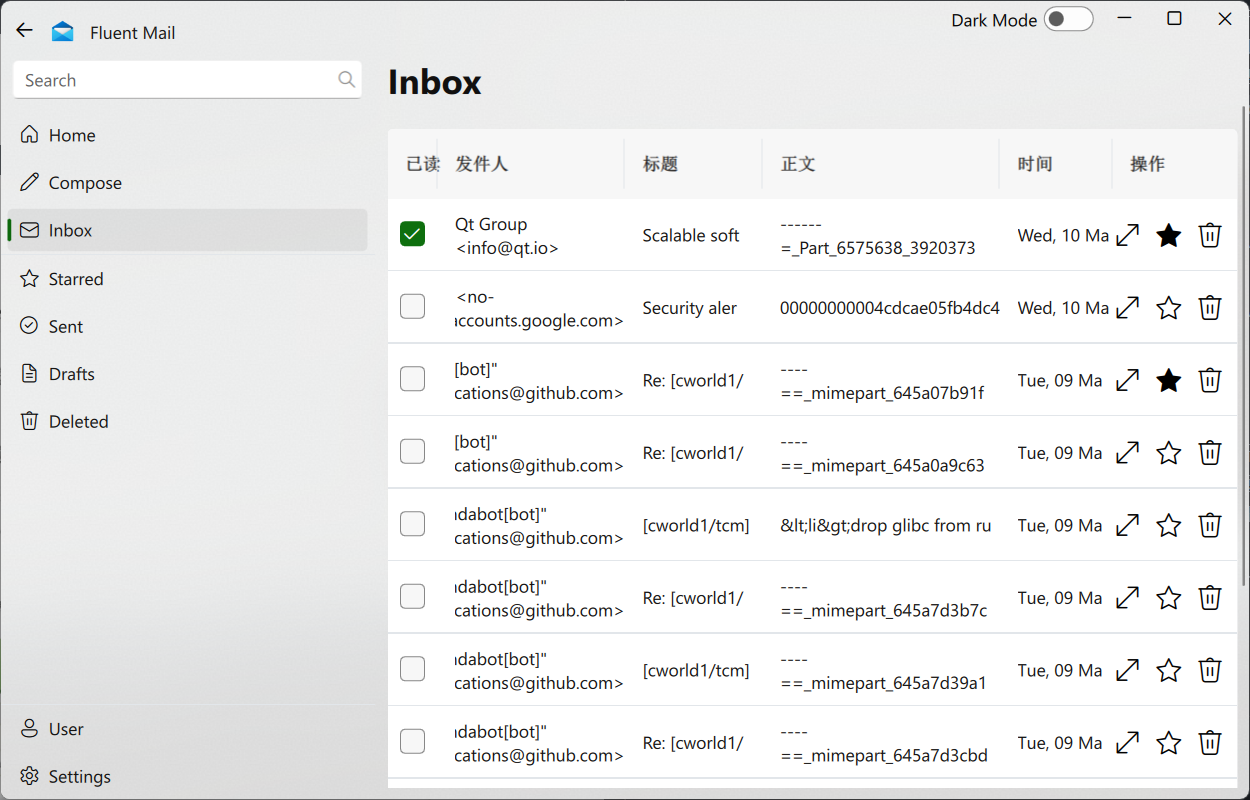 Fluent Mail
Dark Mode
Search
Home
Compose
Inbox
Starred
Sent
Drafts
Deleted
User
Settings
Inbox
已读 发件人 标题 正文 时间 操作
Qt Group
<info@qt.io>
Scalable soft
------
=_Part_6575638_3920373
Wed, 10 Ma
<no-
accounts.google.com>
Security aler
00000000004cdcae05fb4dc4
Wed, 10 Ma
[bot]"
cations@github.com>
Re: [cworld1/
----
==_mimepart_645a07b91f
Tue, 09 Ma
[bot]"
cations@github.com>
Re: [cworld1/
----
==_mimepart_645a0a9c63
Tue, 09 Ma
dabot[bot]"
cations@github.com>
[cworld1/tcm]
&lt;li&gt;drop glibc from ru
Tue, 09 Ma
dabot[bot]"
cations@github.com>
Re: [cworld1/
----
==_mimepart_645a7d3b7c
Tue, 09 Ma
dabot[bot]"
cations@github.com>
[cworld1/tcm]
----
==_mimepart_645a7d39a1
Tue, 09 Ma
dabot[bot]"
cations@github.com>
Re: [cworld1/
----
==_mimepart_645a7d3cbd
Tue, 09 Ma